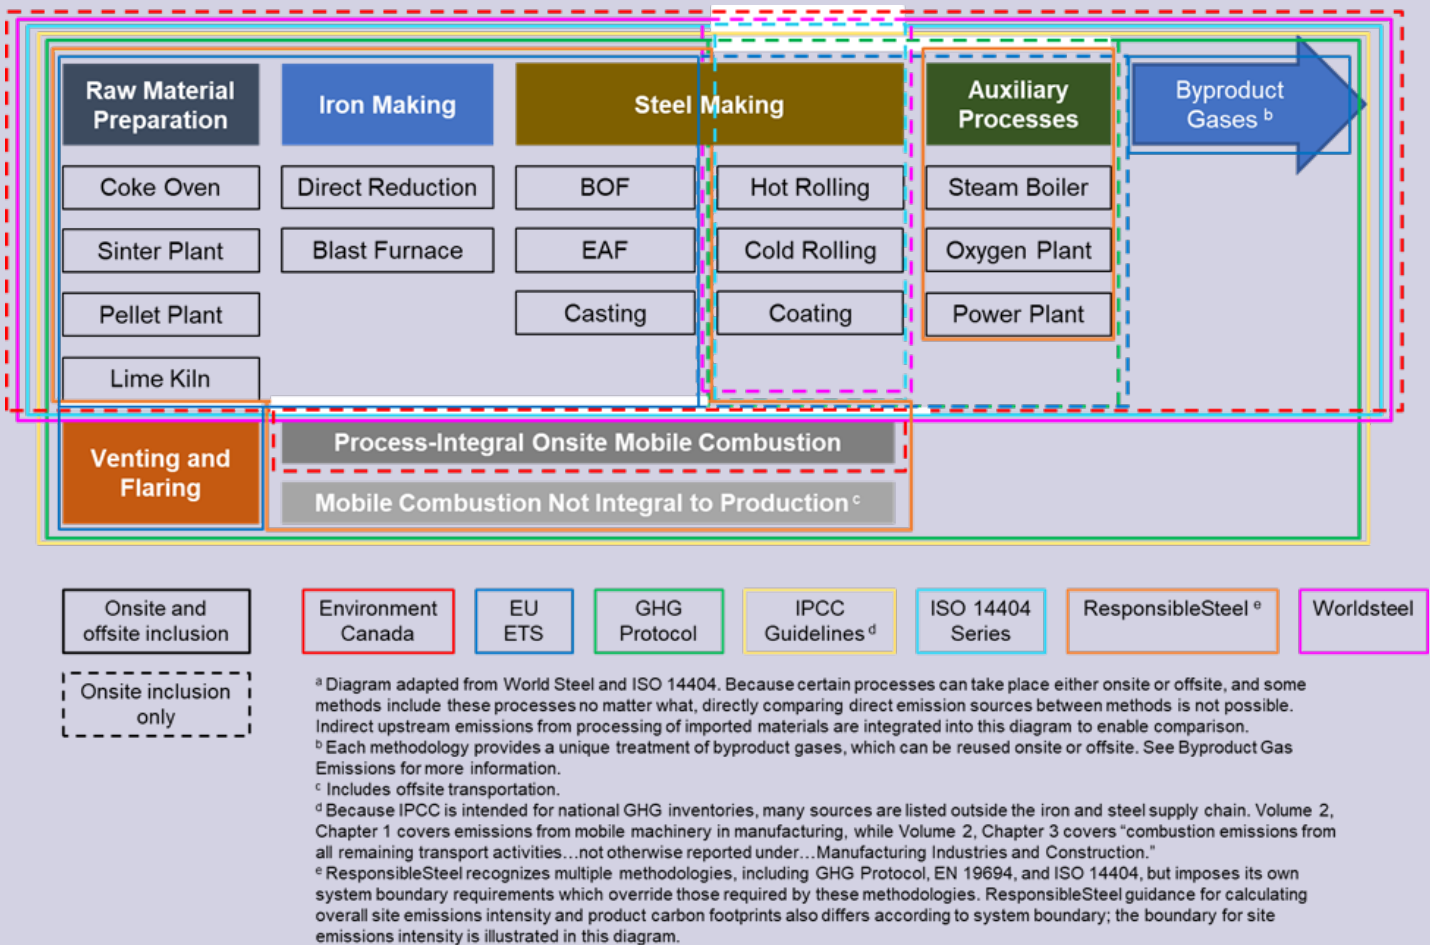 Raw Material
Preparation
Iron Making
Steel Making
Auxiliary
Processes
Byproduct
Gases ᵇ
Coke Oven
Direct Reduction
BOF
Hot Rolling
Steam Boiler
Sinter Plant
Blast Furnace
EAF
Cold Rolling
Oxygen Plant
Pellet Plant
Casting
Coating
Power Plant
Lime Kiln
Venting and
Flaring
Process-Integral Onsite Mobile Combustion
Mobile Combustion Not Integral to Production ᶜ
Onsite and
offsite inclusion
Environment
Canada
EU
ETS
GHG
Protocol
IPCC
Guidelines ᵈ
ISO 14404
Series
ResponsibleSteel ᵉ
Worldsteel
Onsite inclusion
only
ᵃ Diagram adapted from World Steel and ISO 14404. Because certain processes can take place either onsite or offsite, and some
methods include these processes no matter what, directly comparing direct emission sources between methods is not possible.
Indirect upstream emissions from processing of imported materials are integrated into this diagram to enable comparison.
ᵇ Each methodology provides a unique treatment of byproduct gases, which can be reused onsite or offsite. See Byproduct Gas
Emissions for more information.
ᶜ Includes offsite transportation.
ᵈ Because IPCC is intended for national GHG inventories, many sources are listed outside the iron and steel supply chain. Volume 2,
Chapter 1 covers emissions from mobile machinery in manufacturing, while Volume 2, Chapter 3 covers “combustion emissions from
all remaining transport activities…not otherwise reported under…Manufacturing Industries and Construction.”
ᵉ ResponsibleSteel recognizes multiple methodologies, including GHG Protocol, EN 19694, and ISO 14404, but imposes its own
system boundary requirements which override those required by these methodologies. ResponsibleSteel guidance for calculating
overall site emissions intensity and product carbon footprints also differs according to system boundary; the boundary for site
emissions intensity is illustrated in this diagram.